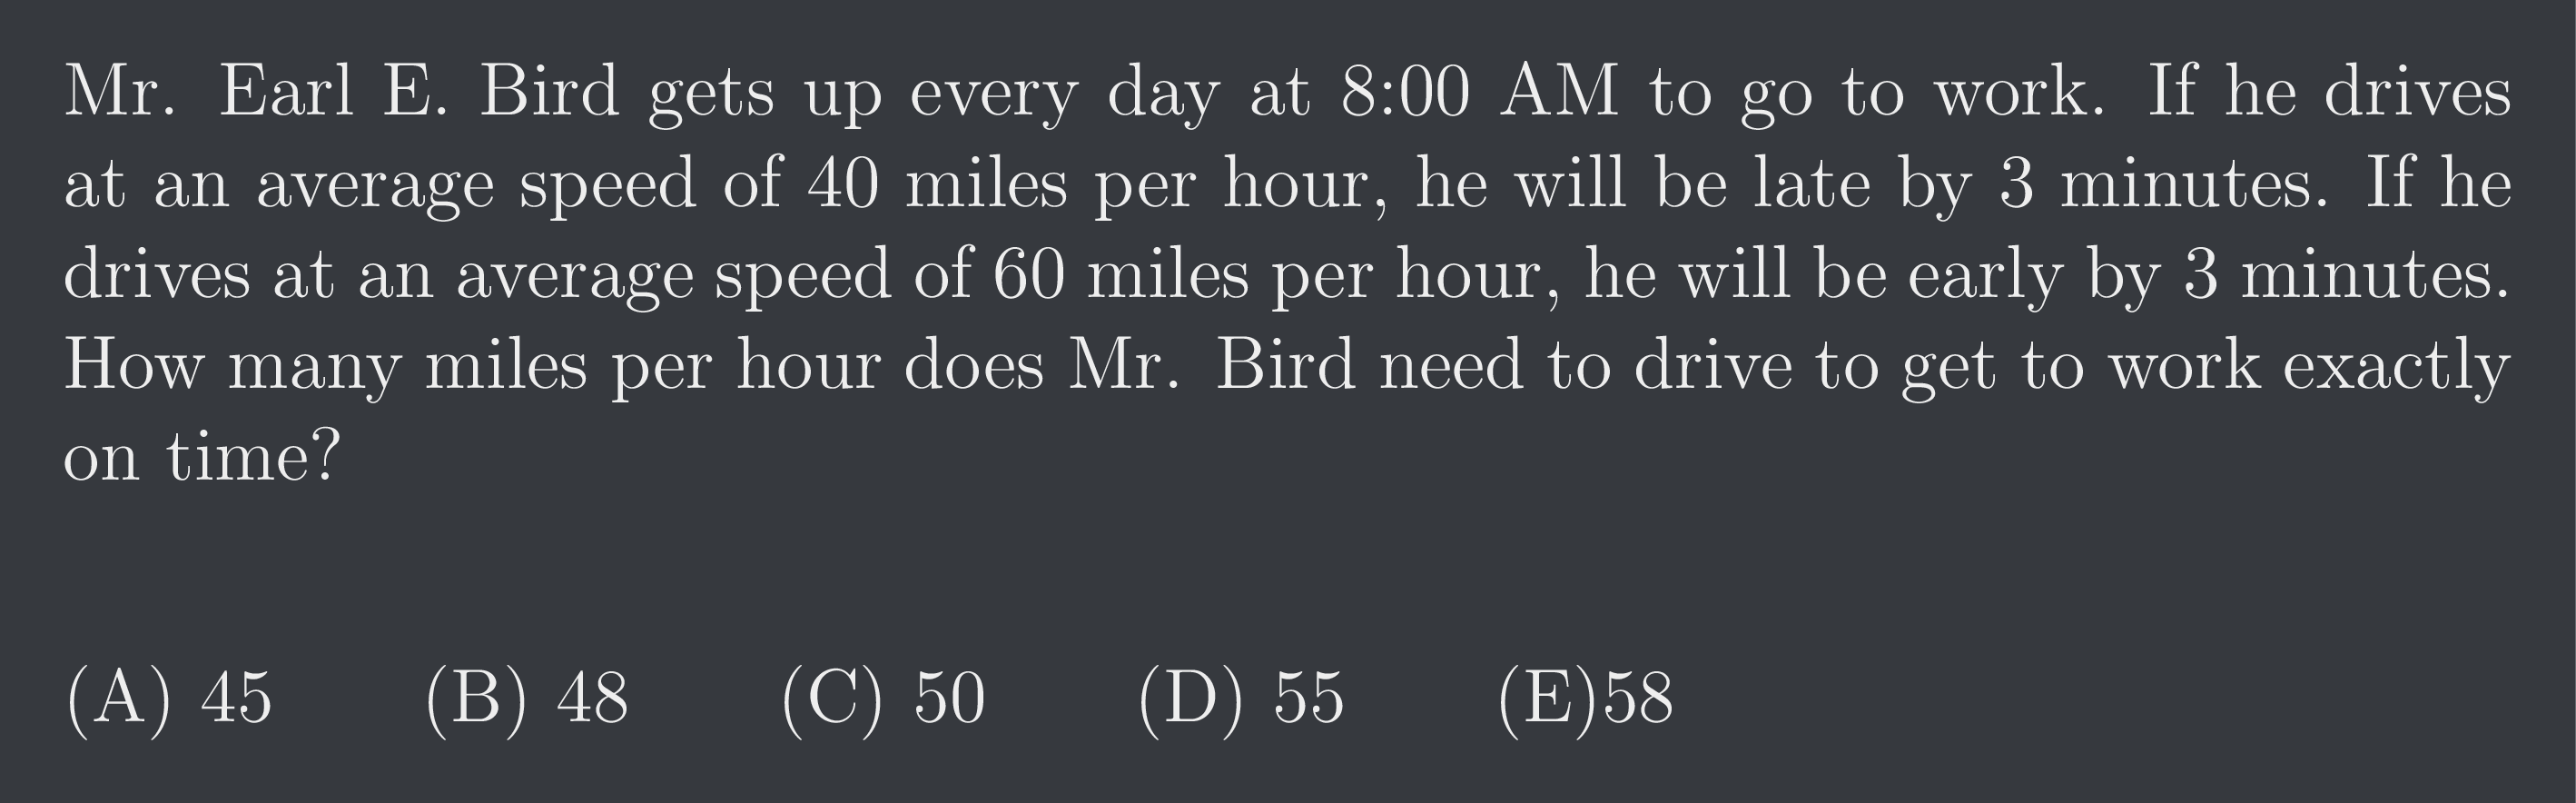 Mr. Earl E. Bird gets up every day at 8:00 AM to go to work. If he drives
at an average speed of 40 miles per hour, he will be late by 3 minutes. If he
drives at an average speed of 60 miles per hour, he will be early by 3 minutes.
How many miles per hour does Mr. Bird need to drive to get to work exactly
on time?
(A) 45 (B) 48 (C) 50 (D) 55 (E)58